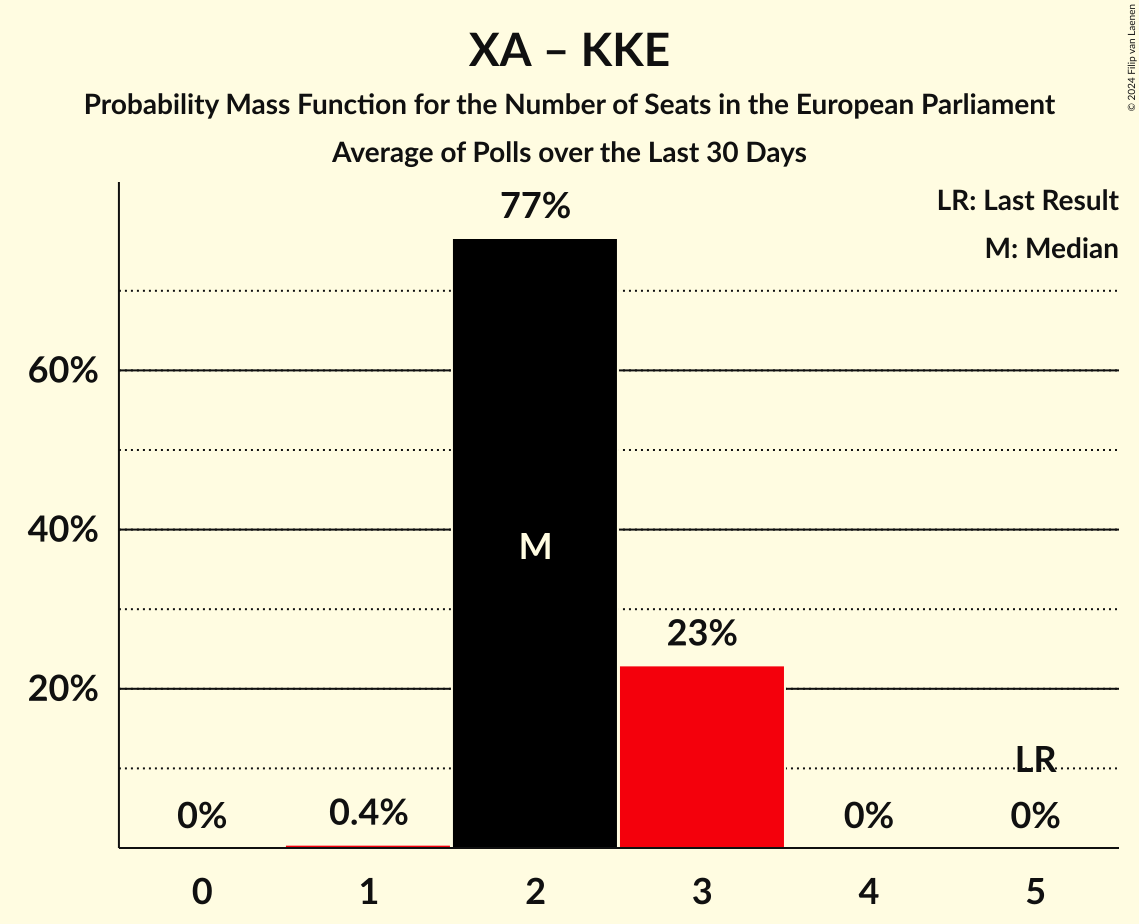 XA – KKE
Probability Mass Function for the Number of Seats in the European Parliament
Average of Polls over the Last 30 Days
© 2024 Filip van Laenen
LR: Last Result
M: Median
77%
60%
40%
M
23%
20%
LR
0%
0.4%
0%
0%
0 1 2 3 4 5